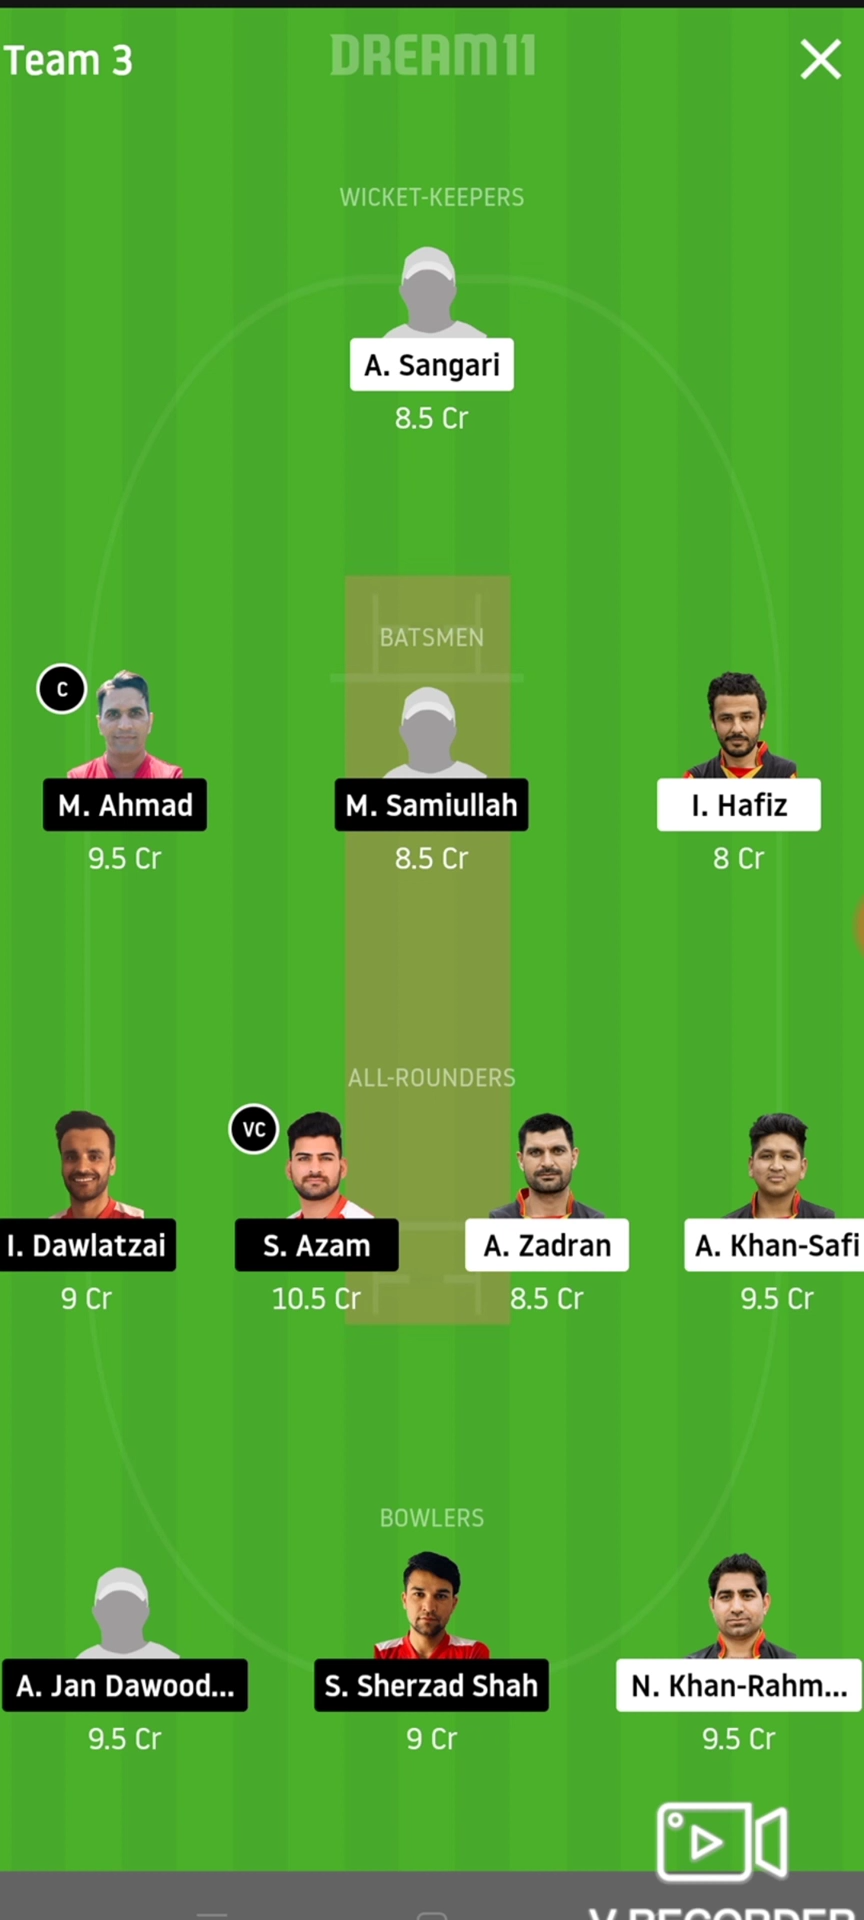 Team 3
DREAM11
WICKET-KEEPERS
A. Sangari
8.5 Cr
BATSMEN
C
M. Ahmad
M. Samiullah
I. Hafiz
9.5 Cr
8.5 Cr
8 Cr
ALL-ROUNDERS
VC
I. Dawlatzai
S. Azam
A. Zadran
A. Khan-Safi
9 Cr
10.5 Cr
8.5 Cr
9.5 Cr
BOWLERS
A. Jan Dawood...
S. Sherzad Shah
N. Khan-Rahm...
9.5 Cr
9 Cr
9.5 Cr
V RECORDER